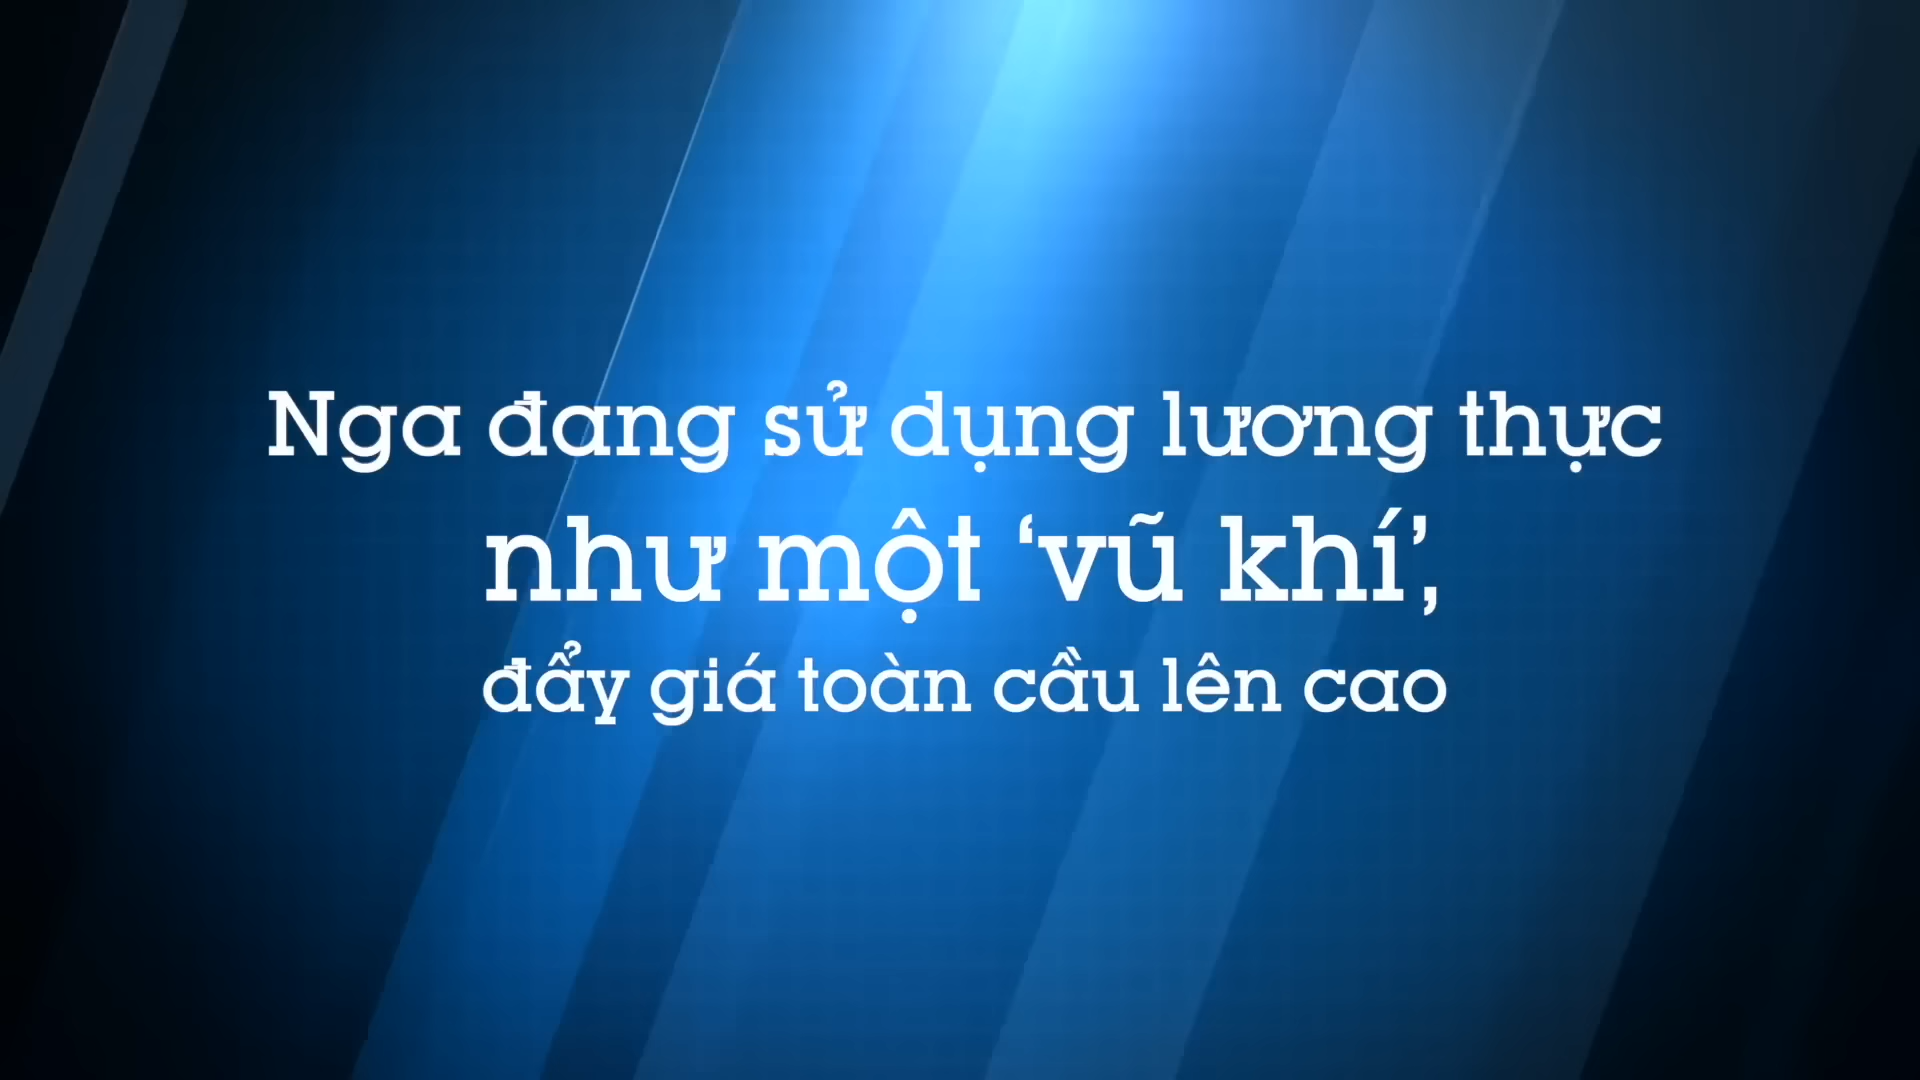 Nga đang sử dụng lương thực
như một ‘vũ khí’,
đẩy giá toàn cầu lên cao